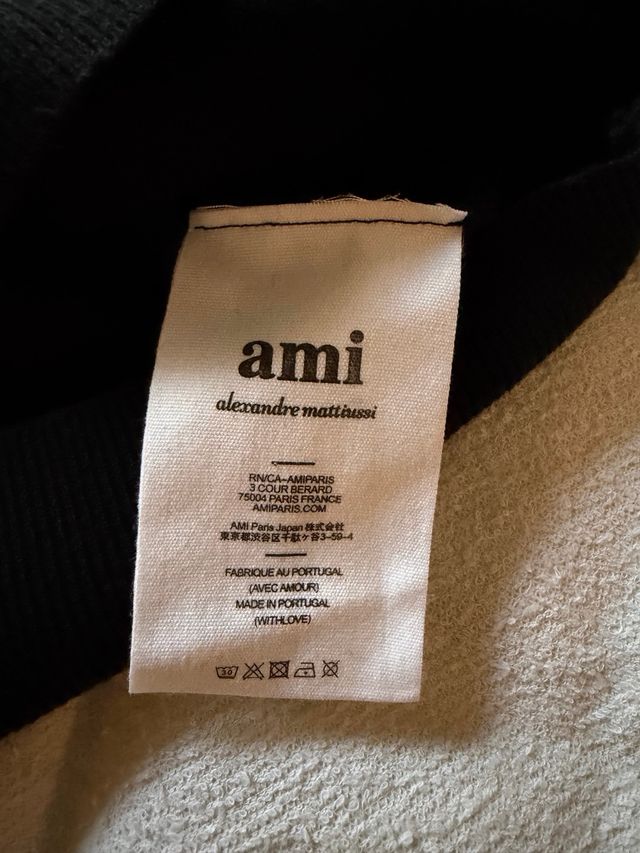 ami
alexandre mattiussi
RN/CA-AMIPARIS
3 COUR BERARD
75004 PARIS FRANCE
AMIPARIS.COM
AMI Paris Japan 株式会社
東京都渋谷区千駄ヶ谷3-59-4
FABRIQUE AU PORTUGAL
(AVEC AMOUR)
MADE IN PORTUGAL
(WITHLOVE)
30